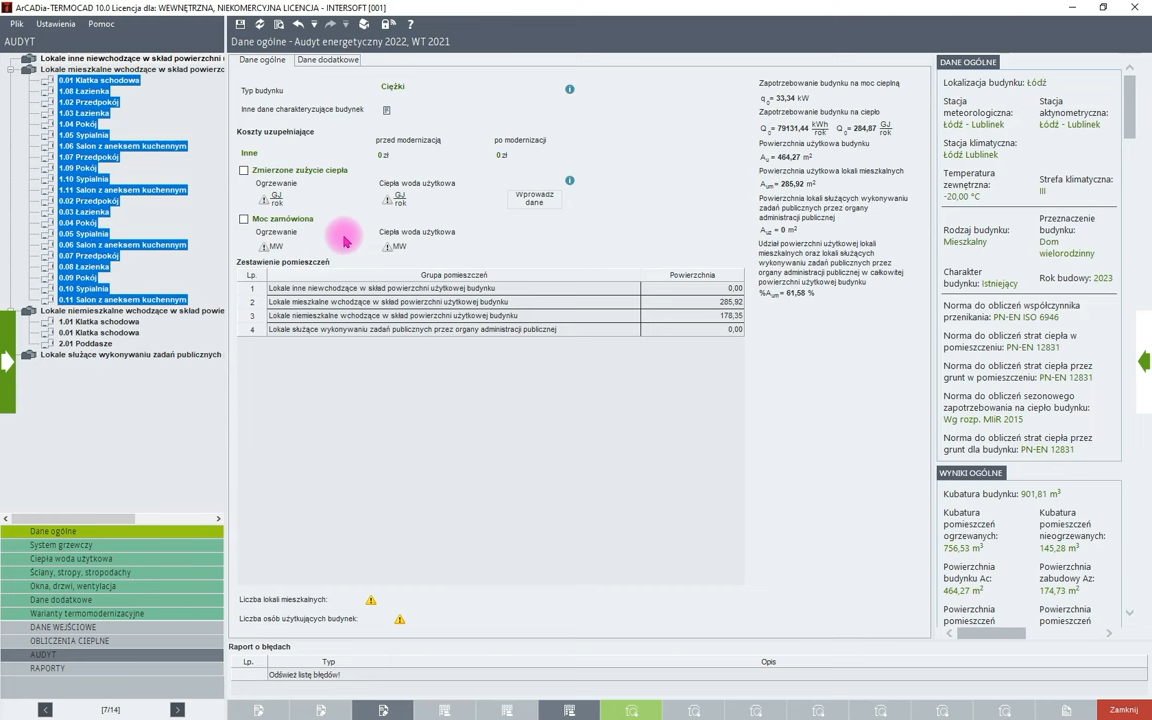 ArCADia-TERMOCAD 10.0 Licencja dla: WEWNĘTRZNA, NIEKOMERCYJNA LICENCJA - INTERSOFT [001]
Plik Ustawienia Pomoc
AUDYT
Dane ogólne - Audyt energetyczny 2022, WT 2021
Lokale inne niewchodzące w skład powierzchni
Lokale mieszkalne wchodzące w skład powierzc
0.01 Klatka schodowa
1.08 Łazienka
1.02 Przedpokój
1.03 Łazienka
1.04 Pokój
1.05 Sypialnia
1.06 Salon z aneksem kuchennym
1.07 Przedpokój
1.09 Pokój
1.10 Sypialnia
1.11 Salon z aneksem kuchennym
0.02 Przedpokój
0.03 Łazienka
0.04 Pokój
0.05 Sypialnia
0.06 Salon z aneksem kuchennym
0.07 Przedpokój
0.08 Łazienka
0.09 Pokój
0.10 Sypialnia
0.11 Salon z aneksem kuchennym
Lokale niemieszkalne wchodzące w skład powie
1.01 Klatka schodowa
0.01 Klatka schodowa
2.01 Poddasze
Lokale służące wykonywaniu zadań publicznych
Dane ogólne
System grzewczy
Ciepła woda użytkowa
Ściany, stropy, stropodachy
Okna, drzwi, wentylacja
Dane dodatkowe
Warianty termomodernizacyjne
DANE WEJŚCIOWE
OBLICZENIA CIEPLNE
AUDYT
RAPORTY
[7/14]
Dane ogólne Dane dodatkowe
Typ budynku Ciężki
Inne dane charakteryzujące budynek
Koszty uzupełniające
przed modernizacją po modernizacji
Inne 0 zł 0 zł
Zmierzone zużycie ciepła
Ogrzewanie Ciepła woda użytkowa
GJ/rok GJ/rok
Wprowadz
dane
Moc zamówiona
Ogrzewanie Ciepła woda użytkowa
MW MW
Zestawienie pomieszczeń
Lp. Grupa pomieszczeń Powierzchnia
1 Lokale inne niewchodzące w skład powierzchni użytkowej budynku 0,00
2 Lokale mieszkalne wchodzące w skład powierzchni użytkowej budynku 285,92
3 Lokale niemieszkalne wchodzące w skład powierzchni użytkowej budynku 178,35
4 Lokale służące wykonywaniu zadań publicznych przez organy administracji publicznej 0,00
Liczba lokali mieszkalnych:
Liczba osób użytkujących budynek:
Zapotrzebowanie budynku na moc cieplną
q0= 33,34 kW
Zapotrzebowanie budynku na ciepło
Q0= 79131,44 kWh/rok Q0= 284,87 GJ/rok
Powierzchnia użytkowa budynku
Au = 464,27 m²
Powierzchnia użytkowa lokali mieszkalnych
Aum= 285,92 m²
Powierzchnia lokali służących wykonywaniu
zadań publicznych przez organy
administracji publicznej
Auz = 0 m²
Udział powierzchni użytkowej lokali
mieszkalnych oraz lokali służących
wykonywaniu zadań przez organy
administracji publicznej w całkowitej
powierzchni użytkowej budynku
%Aum= 61,58 %
Raport o błędach
Lp. Typ Opis
Odśwież listę błędów!
DANE OGÓLNE
Lokalizacja budynku: Łódź
Stacja
meteorologiczna:
Łódź - Lublinek
Stacja
aktynometryczna:
Łódź - Lublinek
Stacja klimatyczna:
Łódź Lublinek
Temperatura
zewnętrzna:
-20,00 °C
Strefa klimatyczna:
III
Rodzaj budynku:
Mieszkalny
Przeznaczenie
budynku:
Dom
wielorodzinny
Charakter
budynku: Istniejący
Rok budowy: 2023
Norma do obliczeń współczynnika
przenikania: PN-EN ISO 6946
Norma do obliczeń strat ciepła w
pomieszczeniu: PN-EN 12831
Norma do obliczeń strat ciepła przez
grunt w pomieszczeniu: PN-EN 12831
Norma do obliczeń sezonowego
zapotrzebowania na ciepło budynku:
Wg rozp. MIiR 2015
Norma do obliczeń strat ciepła przez
grunt dla budynku: PN-EN 12831
WYNIKI OGÓLNE
Kubatura budynku: 901,81 m³
Kubatura
pomieszczeń
ogrzewanych:
756,53 m³
Kubatura
pomieszczeń
nieogrzewanych:
145,28 m³
Powierzchnia
budynku Ac:
464,27 m²
Powierzchnia
zabudowy Az:
174,73 m²
Powierzchnia
pomieszczeń
Powierzchnia
pomieszczeń
Zamknij